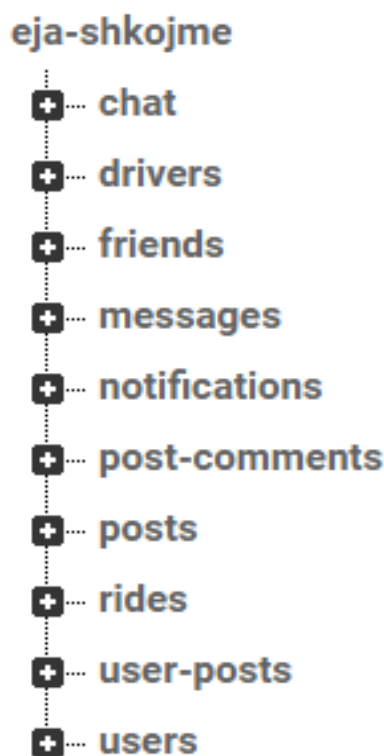 eja-shkojme
chat
drivers
friends
messages
notifications
post-comments
posts
rides
user-posts
users